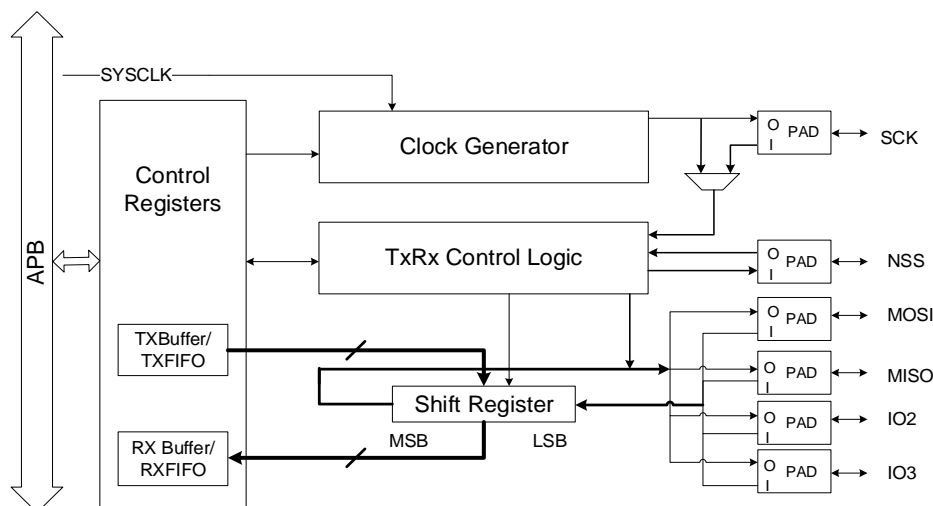 SYSCLK
Clock Generator
O
I
PAD
SCK
Control
Registers
APB
TxRx Control Logic
O
I
PAD
NSS
O
I
PAD
MOSI
TXBuffer/
TXFIFO
O
I
PAD
MISO
Shift Register
MSB
LSB
O
I
PAD
IO2
RX Buffer/
RXFIFO
O
I
PAD
IO3